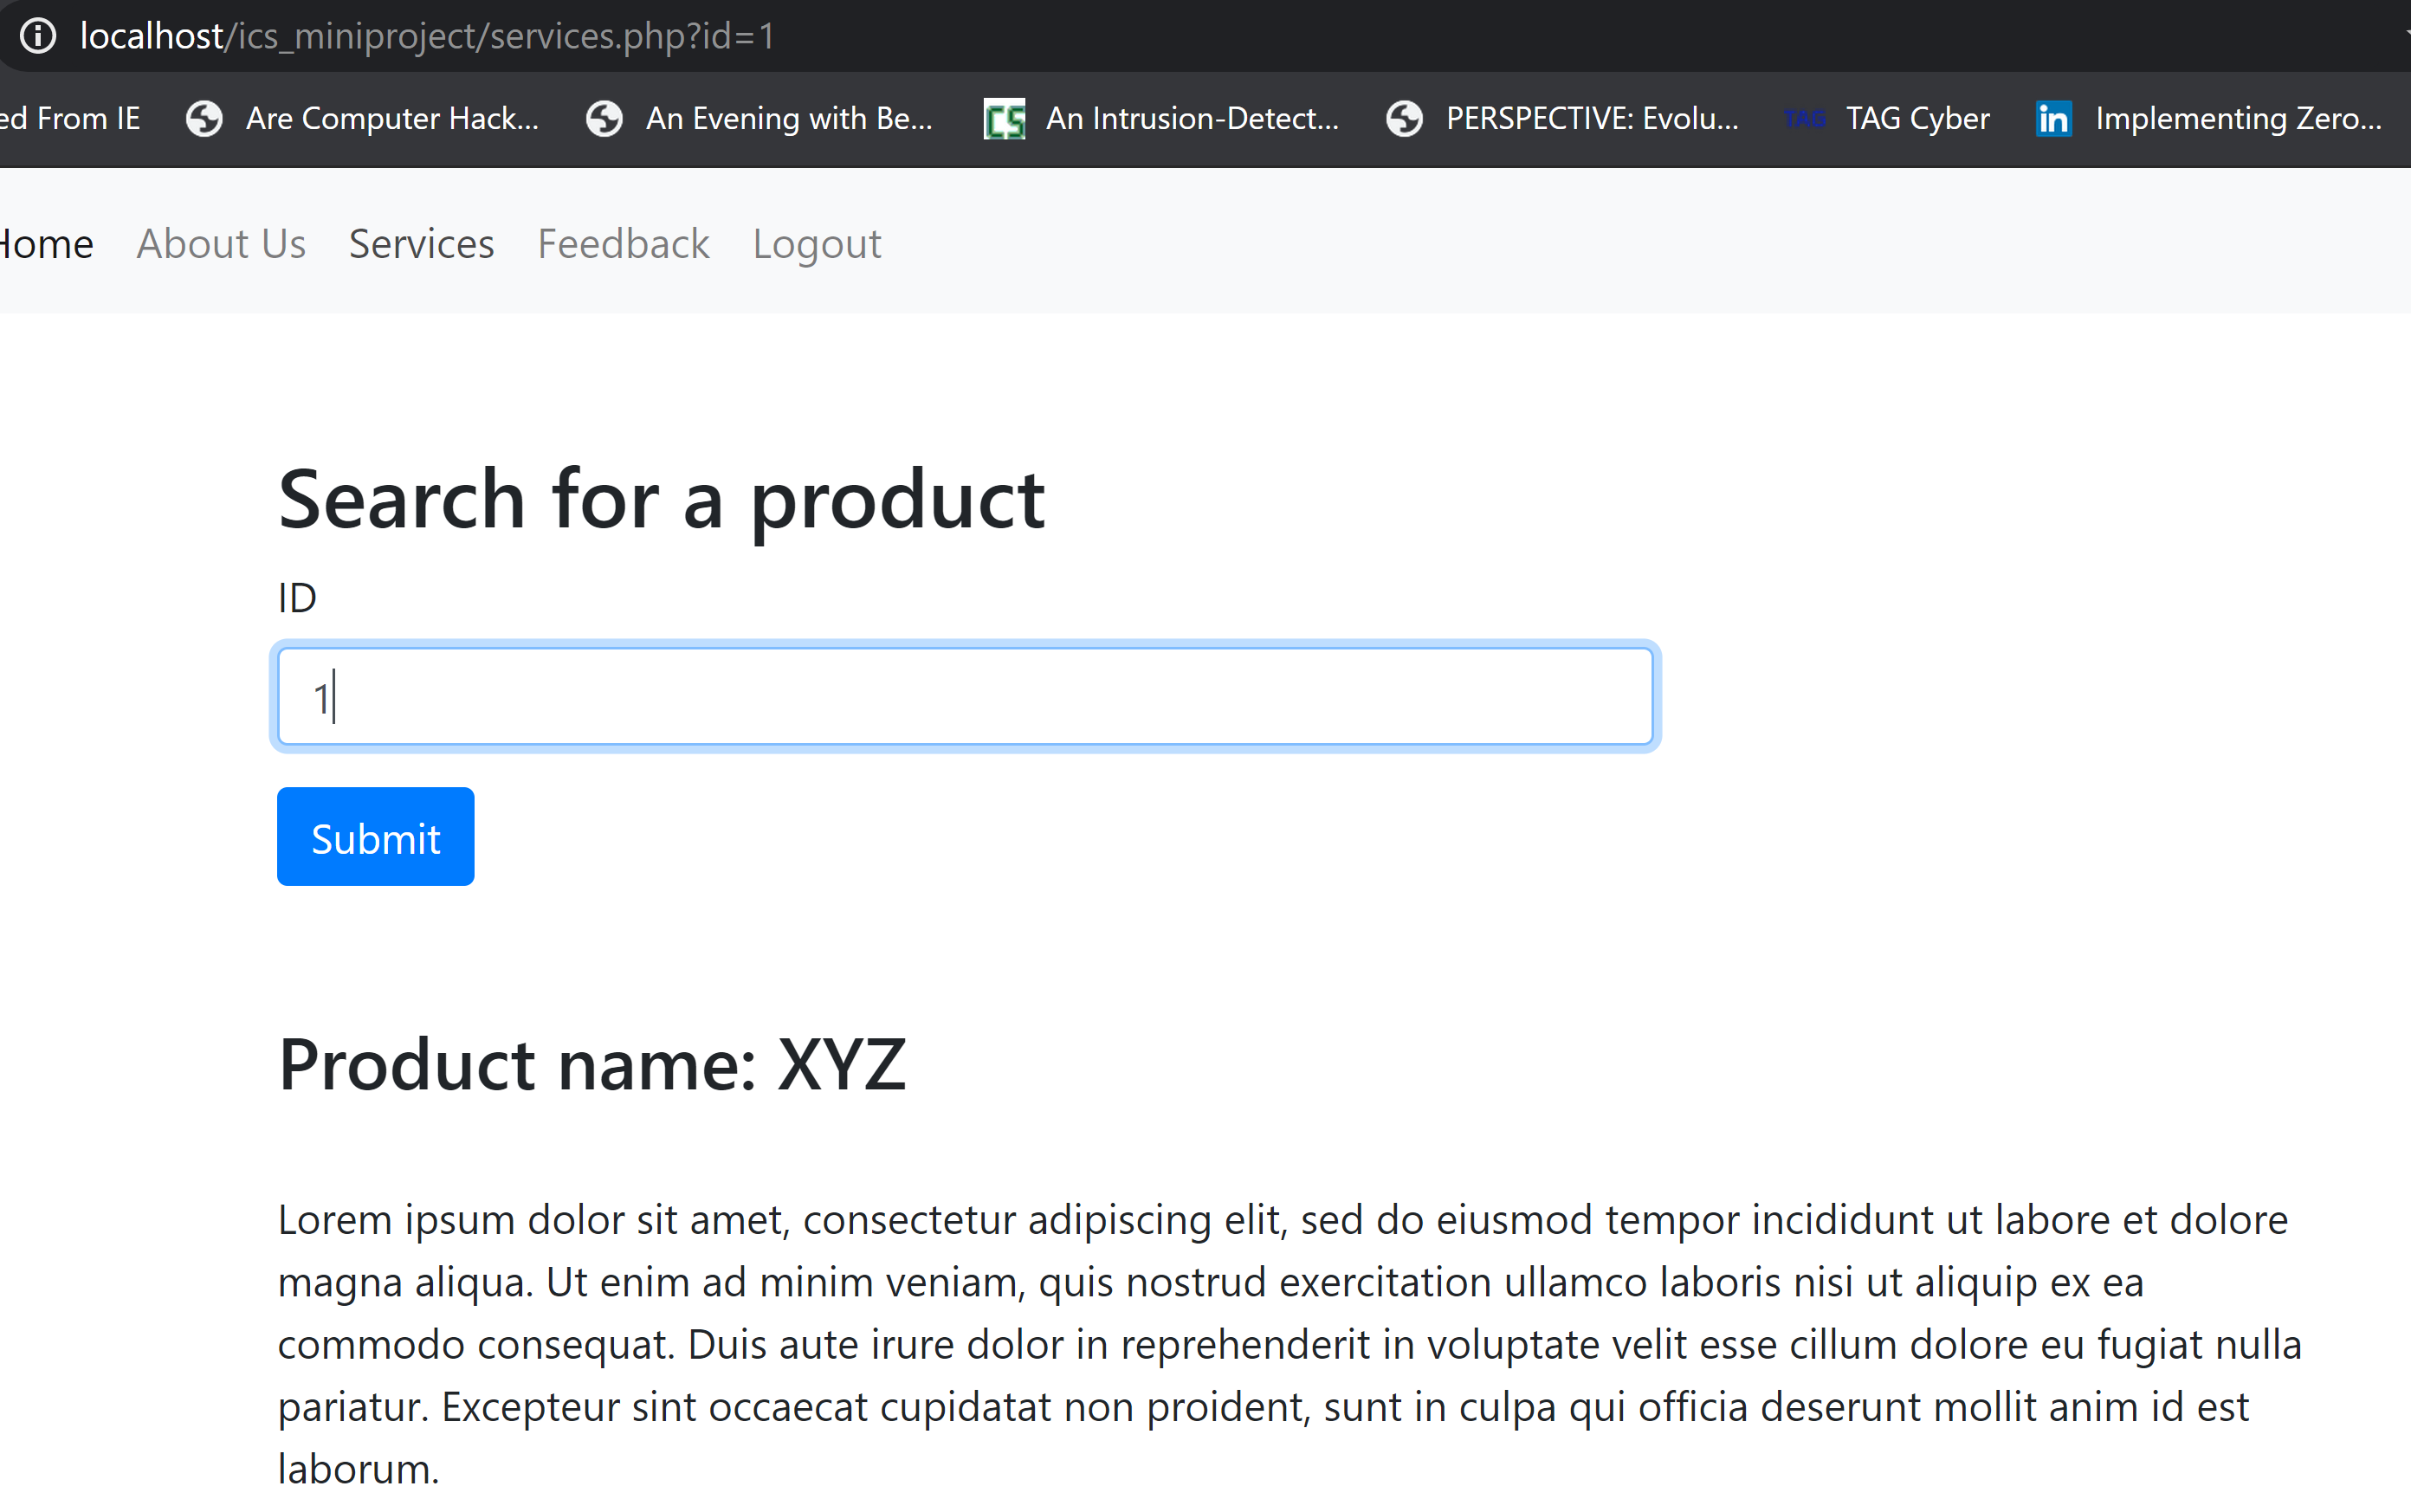 localhost/ics_miniproject/services.php?id=1
ed From IE Are Computer Hack... An Evening with Be... CS An Intrusion-Detect... PERSPECTIVE: Evolu... TAG TAG Cyber in Implementing Zero...
Home About Us Services Feedback Logout
Search for a product
ID
1
Submit
Product name: XYZ
Lorem ipsum dolor sit amet, consectetur adipiscing elit, sed do eiusmod tempor incididunt ut labore et dolore
magna aliqua. Ut enim ad minim veniam, quis nostrud exercitation ullamco laboris nisi ut aliquip ex ea
commodo consequat. Duis aute irure dolor in reprehenderit in voluptate velit esse cillum dolore eu fugiat nulla
pariatur. Excepteur sint occaecat cupidatat non proident, sunt in culpa qui officia deserunt mollit anim id est
laborum.